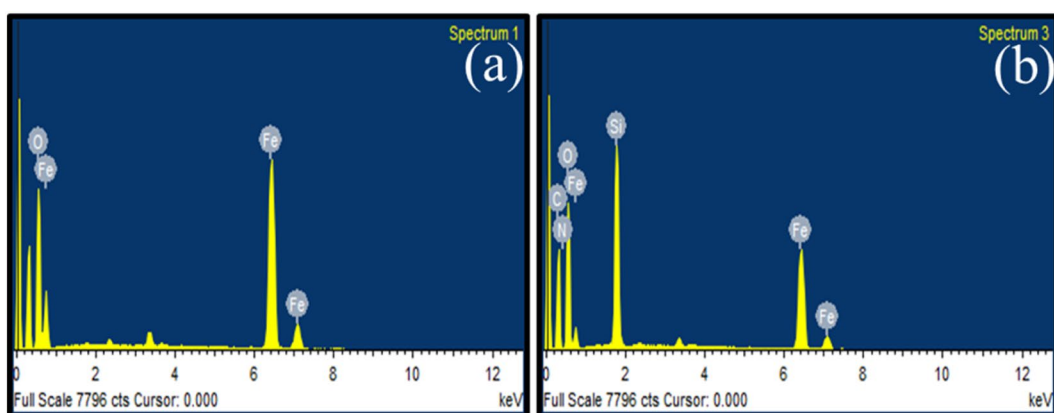 Spectrum 1
(a)
O
Fe
Fe
Fe
0 2 4 6 8 10 12
Full Scale 7796 cts Cursor: 0.000 keV
Spectrum 3
(b)
Si
O
Fe
C
N
Fe
Fe
0 2 4 6 8 10 12
Full Scale 7796 cts Cursor: 0.000 keV